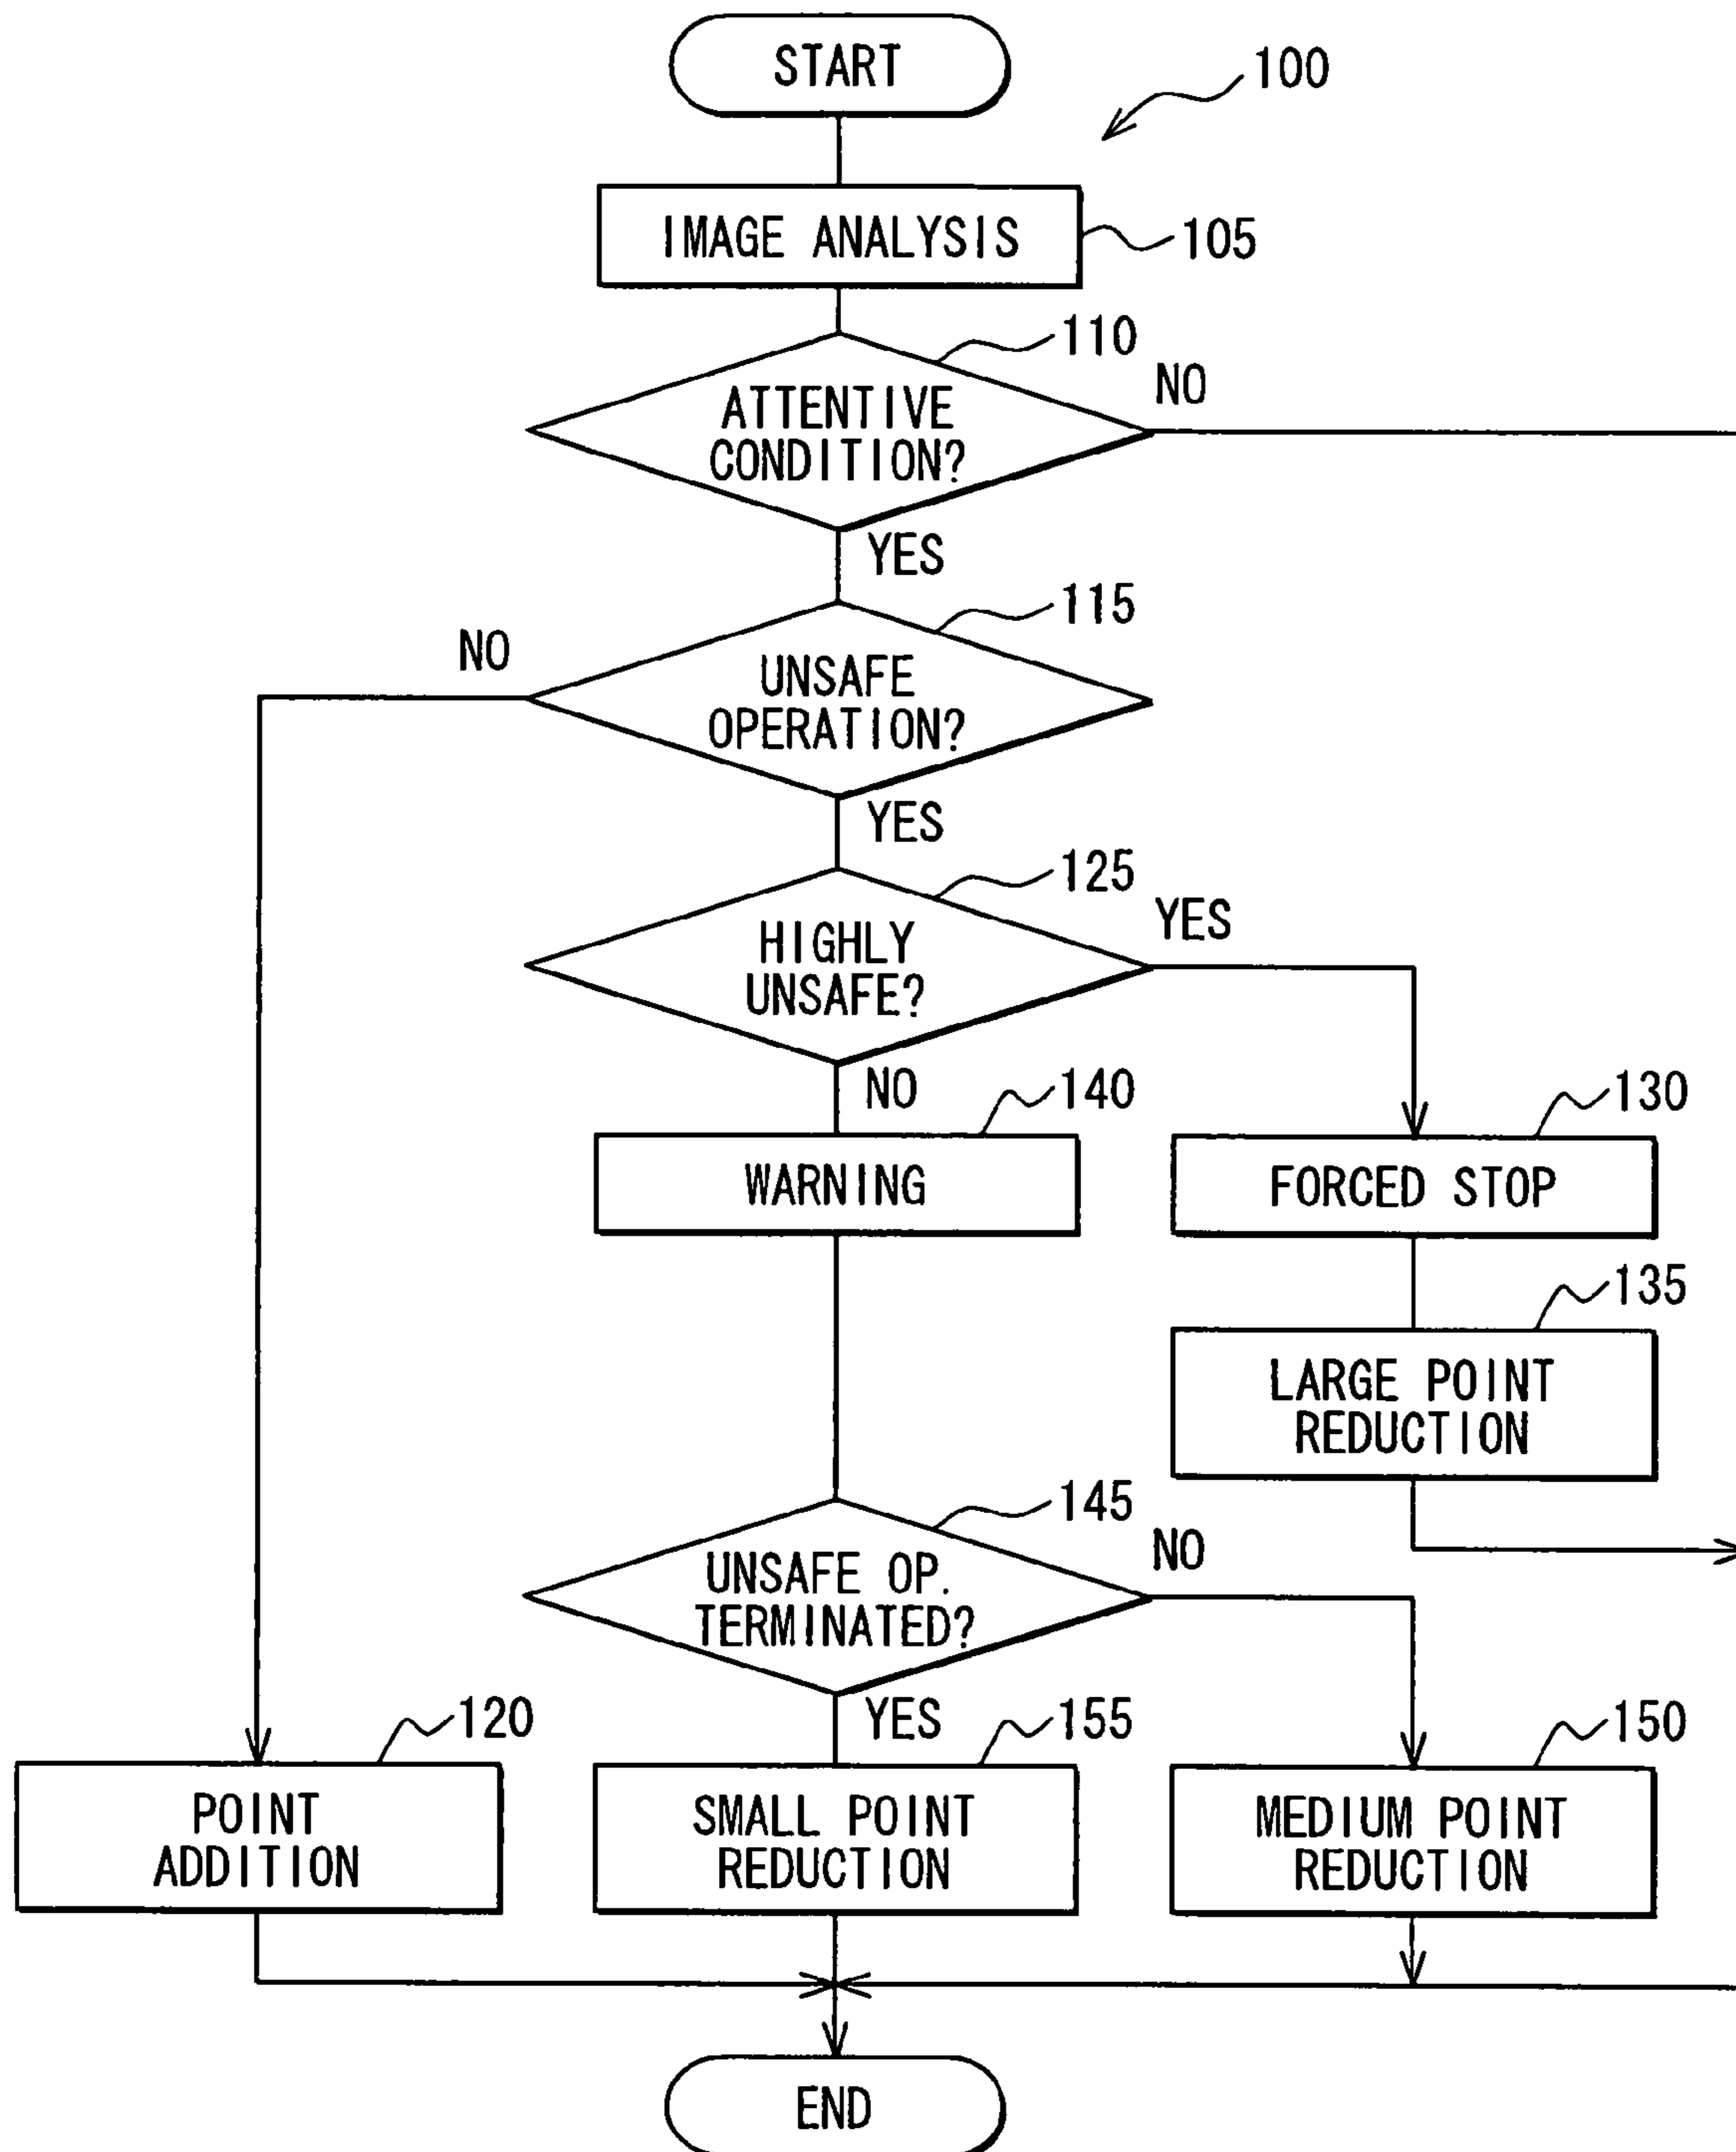 START
100
IMAGE ANALYSIS
105
110
ATTENTIVE
CONDITION?
NO
YES
115
UNSAFE
OPERATION?
NO
YES
125
HIGHLY
UNSAFE?
YES
NO
140
WARNING
130
FORCED STOP
135
LARGE POINT
REDUCTION
145
UNSAFE OP.
TERMINATED?
NO
YES
120
POINT
ADDITION
155
SMALL POINT
REDUCTION
150
MEDIUM POINT
REDUCTION
END